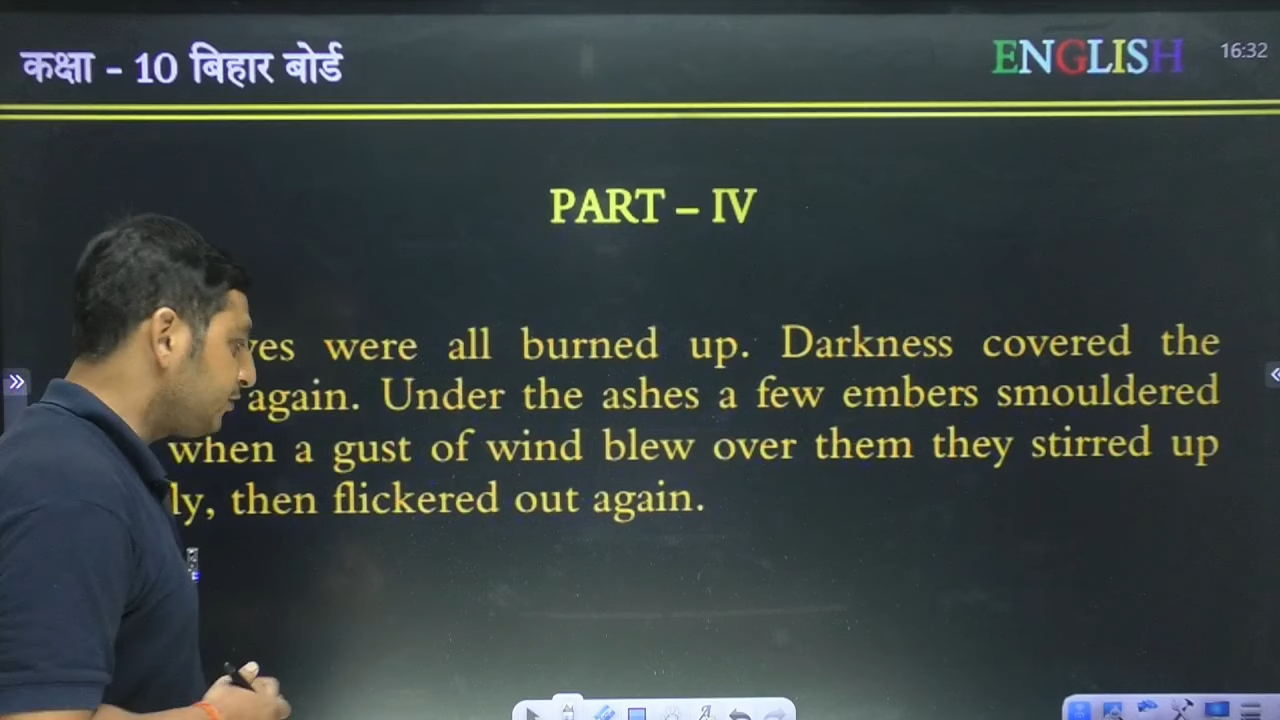 कक्षा - 10 बिहार बोर्ड
ENGLISH
16:32
PART – IV
were all burned up. Darkness covered the
again. Under the ashes a few embers smouldered
when a gust of wind blew over them they stirred up
then flickered out again.